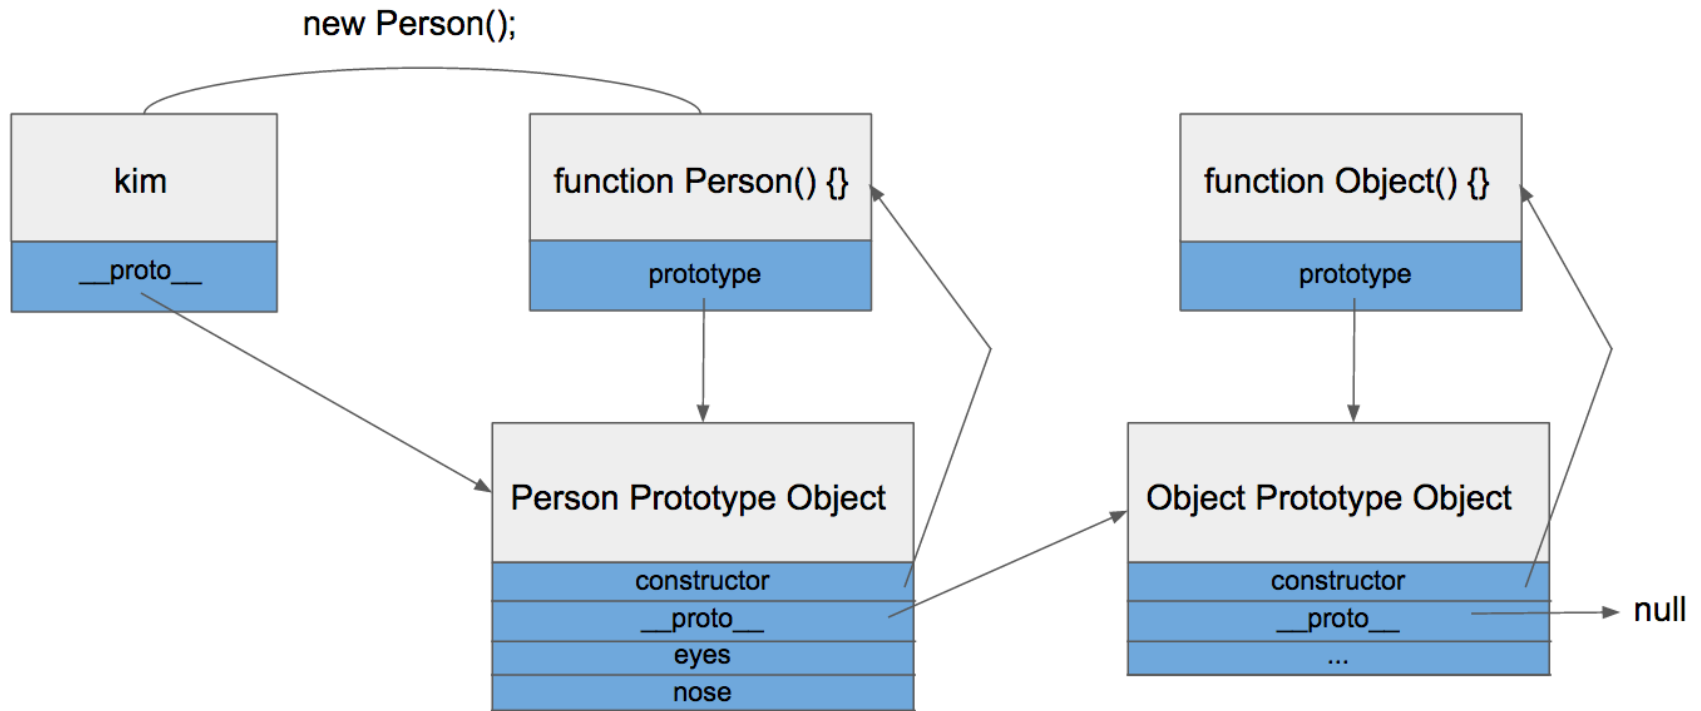 new Person();
kim
__proto__
function Person() {}
prototype
function Object() {}
prototype
Person Prototype Object
constructor
__proto__
eyes
nose
Object Prototype Object
constructor
__proto__
...
null